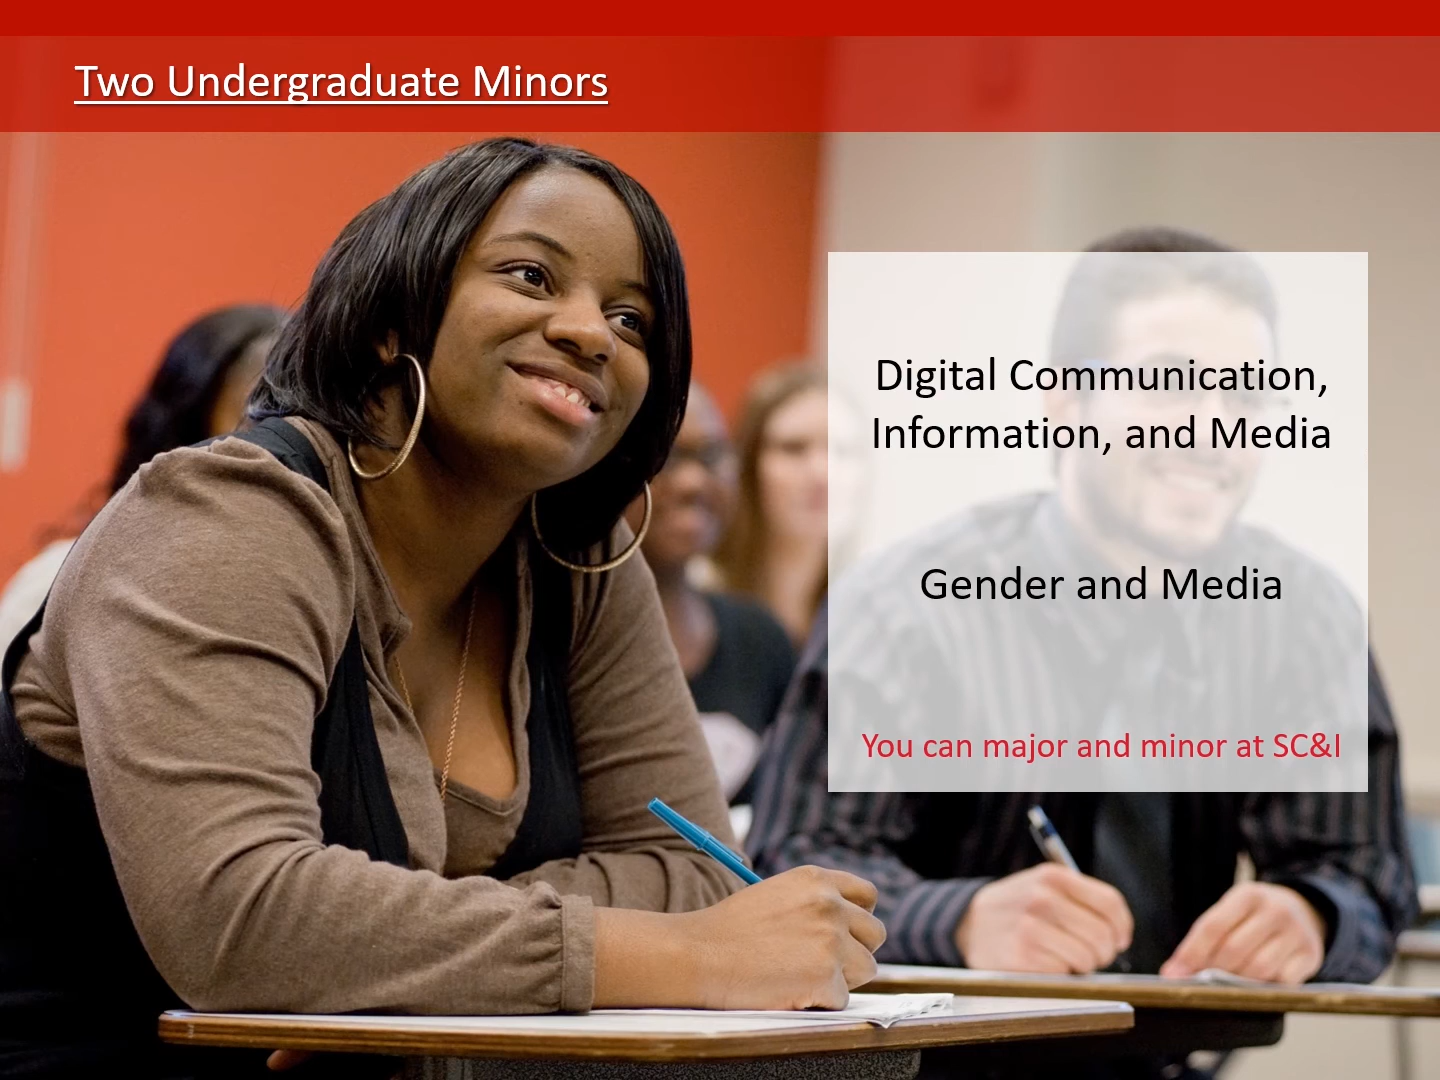 Two Undergraduate Minors
Digital Communication,
Information, and Media
Gender and Media
You can major and minor at SC&I